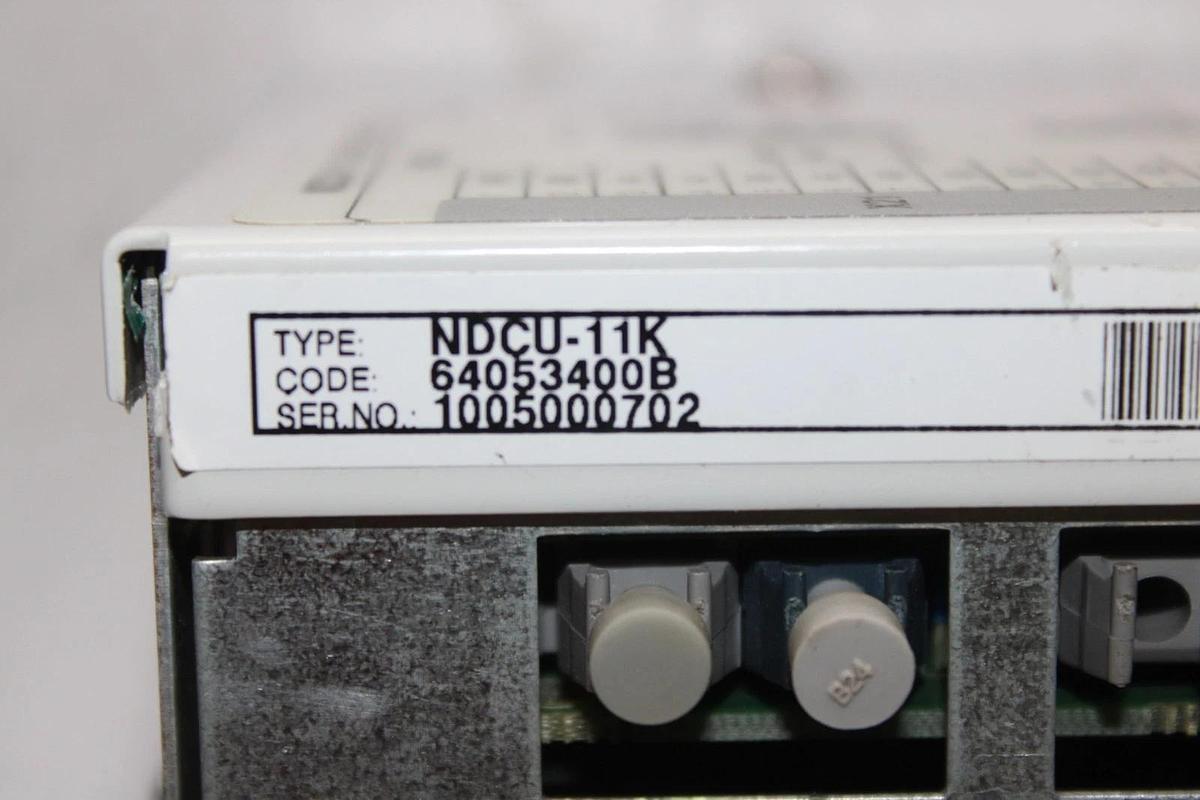 TYPE: NDCU-11K
CODE: 64053400B
SER.NO.: 1005000702
B24